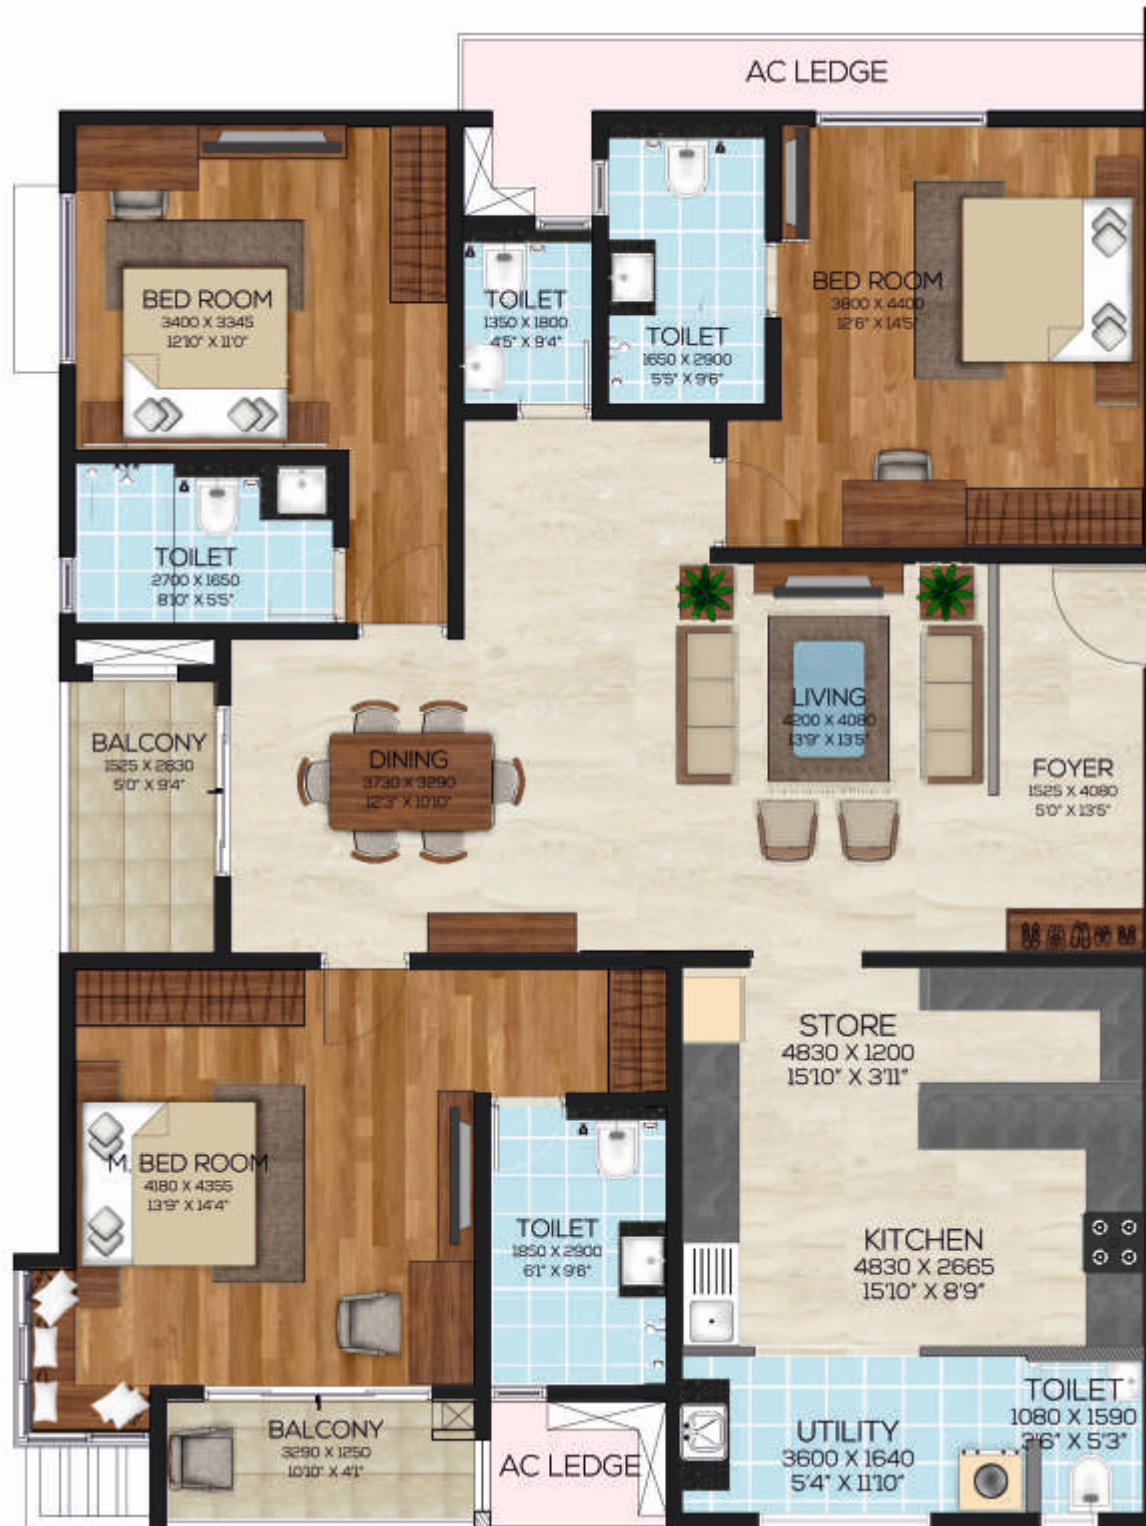 AC LEDGE
BED ROOM
3400 X 3345
12'10" X 11'0"
TOILET
1350 X 1800
4'5" X 9'4"
TOILET
1650 X 2900
5'5" X 9'6"
BED ROOM
3800 X 4400
12'6" X 14'5"
TOILET
2700 X 1650
8'10" X 5'5"
BALCONY
1525 X 2830
5'0" X 9'4"
DINING
3730 X 3290
12'3" X 10'10"
LIVING
4200 X 4080
13'9" X 13'5"
FOYER
1525 X 4080
5'0" X 13'5"
STORE
4830 X 1200
15'10" X 3'11"
M. BED ROOM
4180 X 4355
13'9" X 14'4"
TOILET
1850 X 2900
6'1" X 9'6"
KITCHEN
4830 X 2665
15'10" X 8'9"
BALCONY
3290 X 1250
10'10" X 4'1"
AC LEDGE
UTILITY
3600 X 1640
5'4" X 11'10"
TOILET
1080 X 1590
3'6" X 5'3"